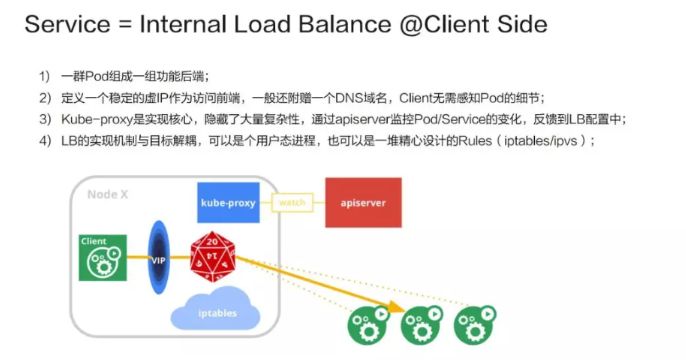 Service = Internal Load Balance @Client Side
1) 一群Pod组成一组功能后端；
2) 定义一个稳定的虚IP作为访问前端，一般还附赠一个DNS域名，Client无需感知Pod的细节；
3) Kube-proxy是实现核心，隐藏了大量复杂性，通过apiserver监控Pod/Service的变化，反馈到LB配置中；
4) LB的实现机制与目标解耦，可以是个用户态进程，也可以是一堆精心设计的Rules（iptables/ipvs）；
Node X
kube-proxy
watch
apiserver
Client
VIP
20
14
iptables